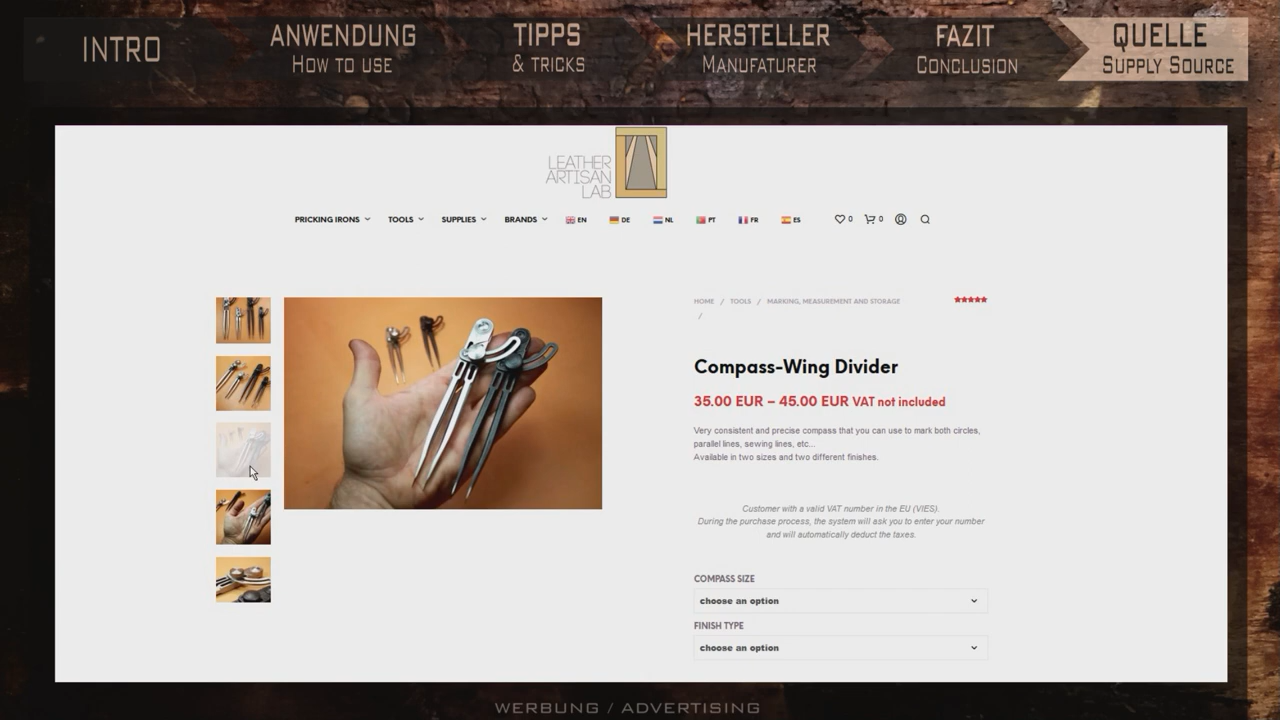 INTRO
ANWENDUNG
How to use
TIPPS
& tricks
HERSTELLER
Manufaturer
FAZIT
Conclusion
QUELLE
Supply Source
LEATHER
ARTISAN
LAB
PRICKING IRONS TOOLS SUPPLIES BRANDS EN DE NL PT FR ES 0 0
HOME / TOOLS / MARKING, MEASUREMENT AND STORAGE
/
Compass-Wing Divider
35.00 EUR – 45.00 EUR VAT not included
Very consistent and precise compass that you can use to mark both circles,
parallel lines, sewing lines, etc...
Available in two sizes and two different finishes.
Customer with a valid VAT number in the EU (VIES).
During the purchase process, the system will ask you to enter your number
and will automatically deduct the taxes.
COMPASS SIZE
choose an option
FINISH TYPE
choose an option
WERBUNG / ADVERTISING